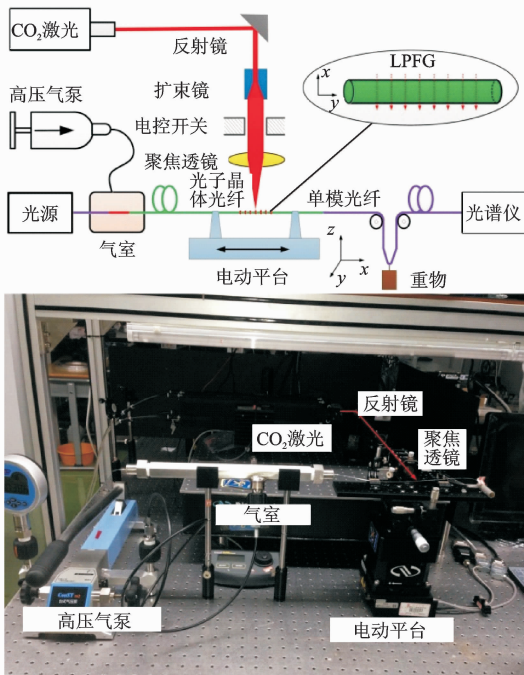 CO₂激光
反射镜
LPFG
x
y
高压气泵
扩束镜
电控开关
聚焦透镜
光子晶
体光纤
单模光纤
光源
光谱仪
气室
z
x
y
电动平台
重物
反射镜
CO₂激光
聚焦
透镜
气室
高压气泵
电动平台